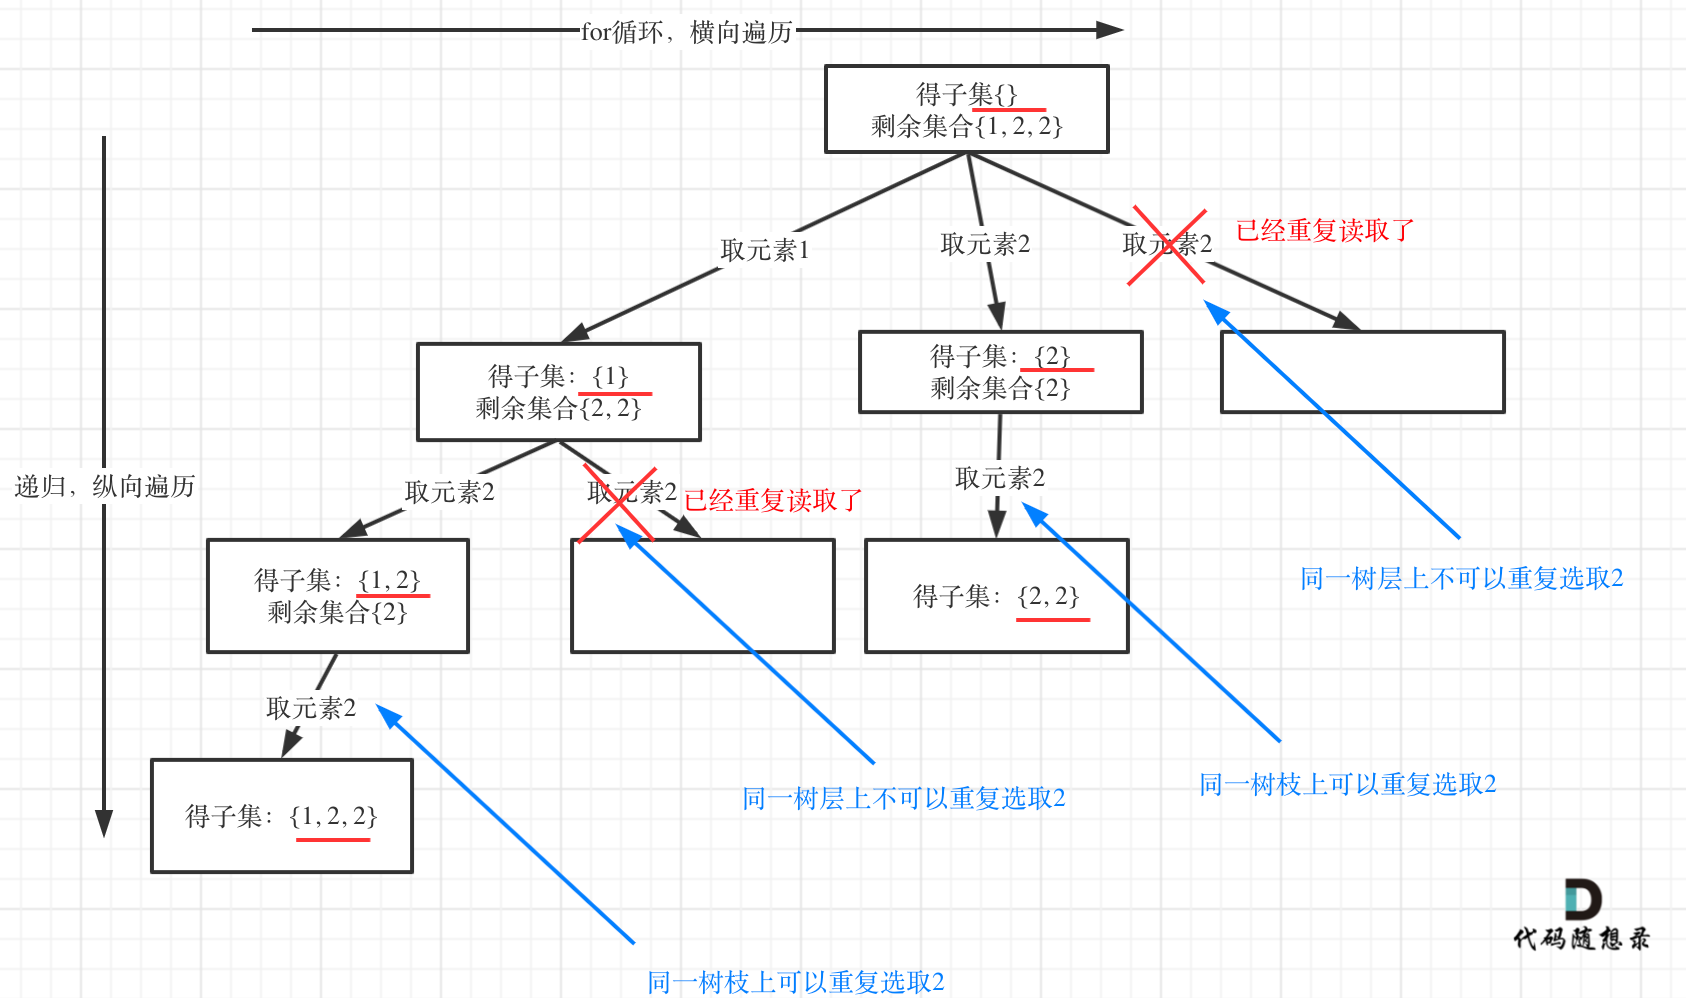 for循环，横向遍历
得子集{}
剩余集合{1, 2, 2}
取元素1
取元素2
取元素2
已经重复读取了
得子集：{1}
剩余集合{2, 2}
得子集：{2}
剩余集合{2}
递归，纵向遍历
取元素2
取元素2
已经重复读取了
取元素2
得子集：{1, 2}
剩余集合{2}
得子集：{2, 2}
同一树层上不可以重复选取2
取元素2
同一树层上不可以重复选取2
同一树枝上可以重复选取2
得子集：{1, 2, 2}
同一树枝上可以重复选取2
代码随想录